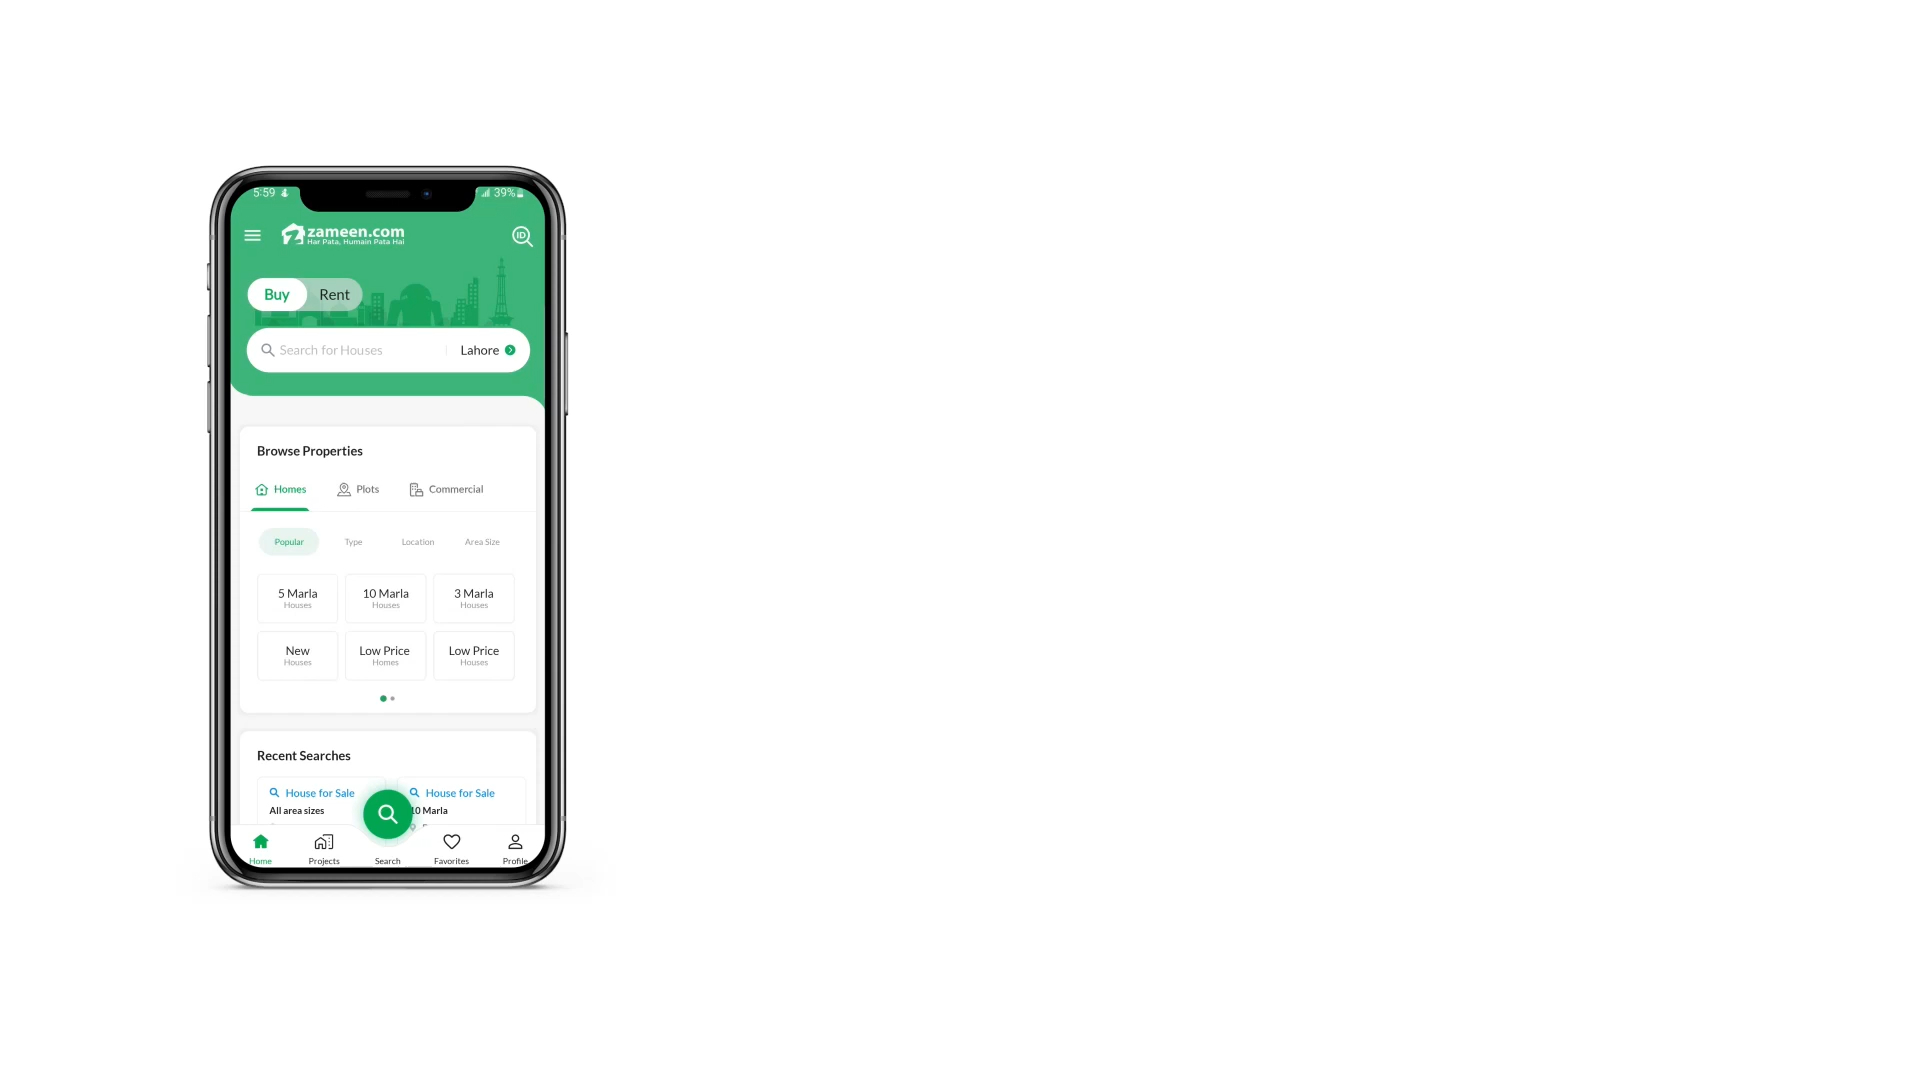 5:59
39%
zameen.com
Har Pata, Humain Pata Hai
ID
Buy Rent
Search for Houses Lahore
Browse Properties
Homes Plots Commercial
Popular Type Location Area Size
5 Marla 10 Marla 3 Marla
Houses Houses Houses
New Low Price Low Price
Houses Homes Houses
Recent Searches
House for Sale House for Sale
All area sizes 10 Marla
Home Projects Search Favorites Profile